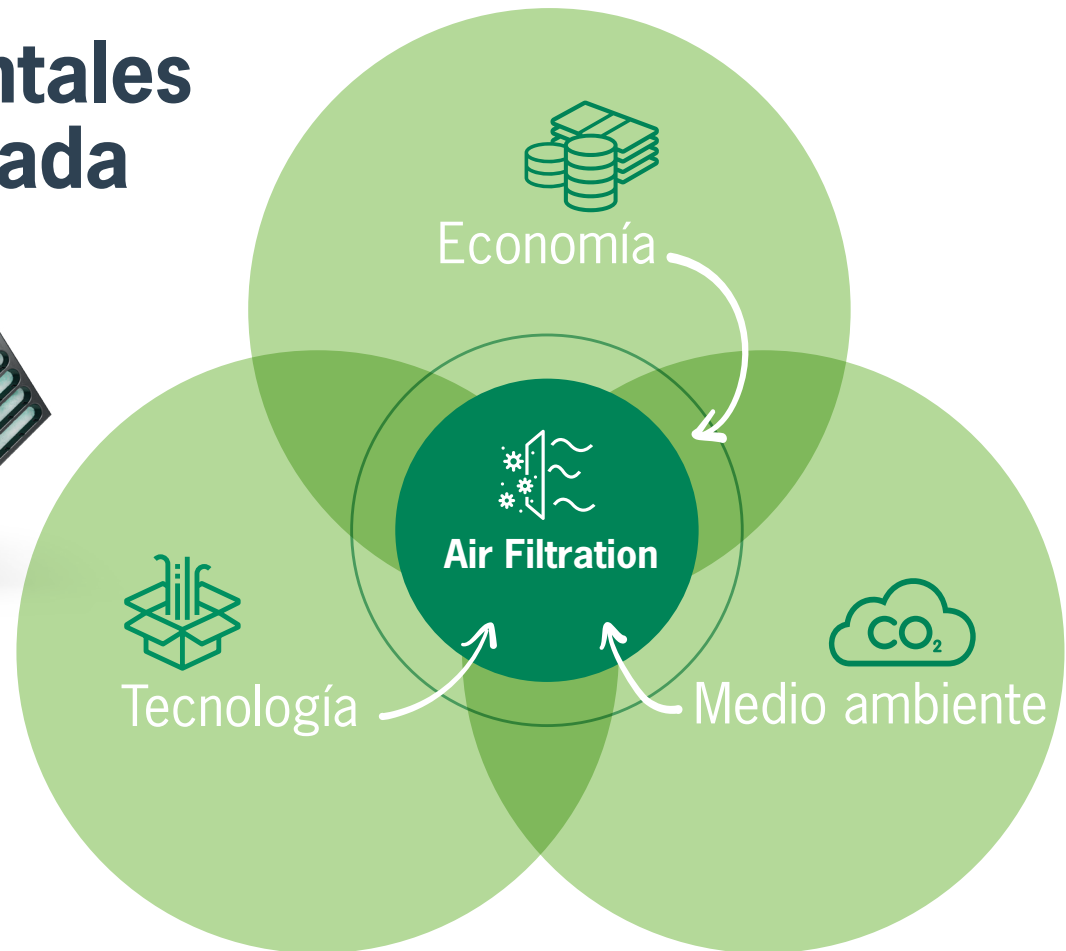 ntales
ada
Economía
Air Filtration
Tecnología
CO₂
Medio ambiente